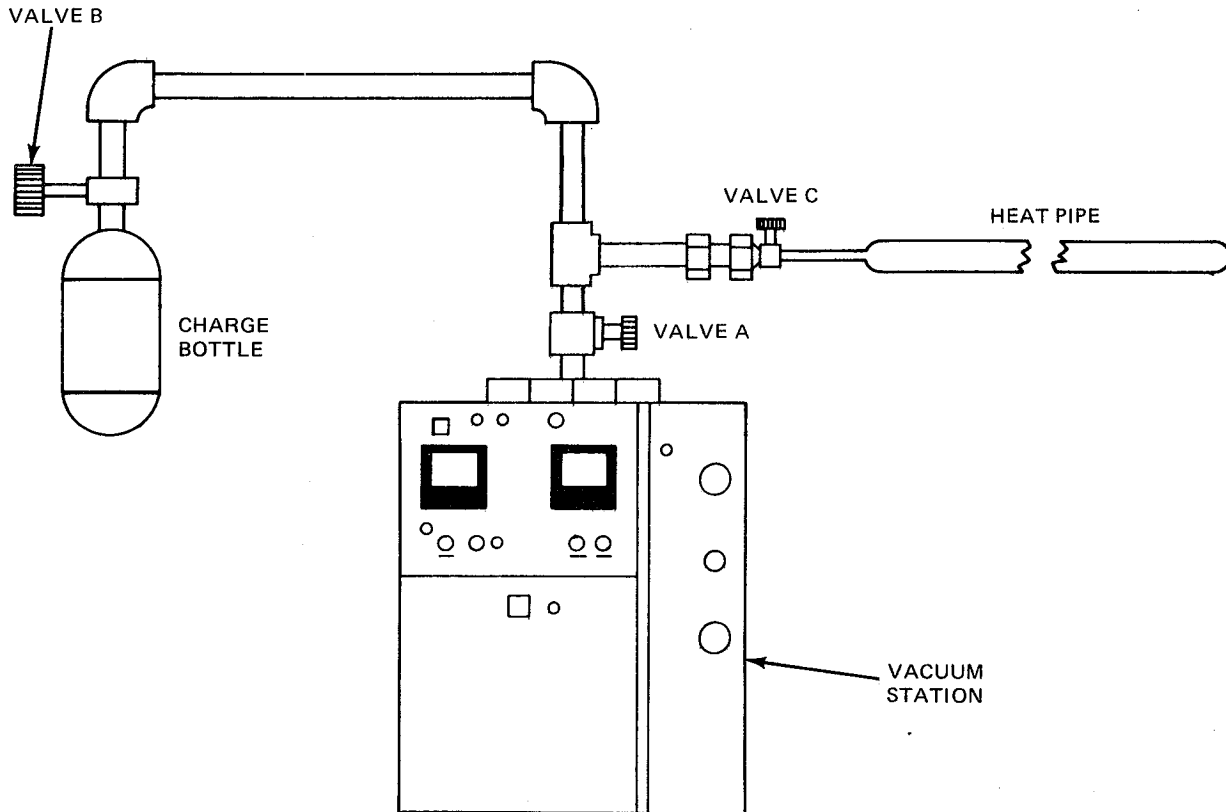 VALVE B
VALVE C
HEAT PIPE
CHARGE
BOTTLE
VALVE A
VACUUM
STATION